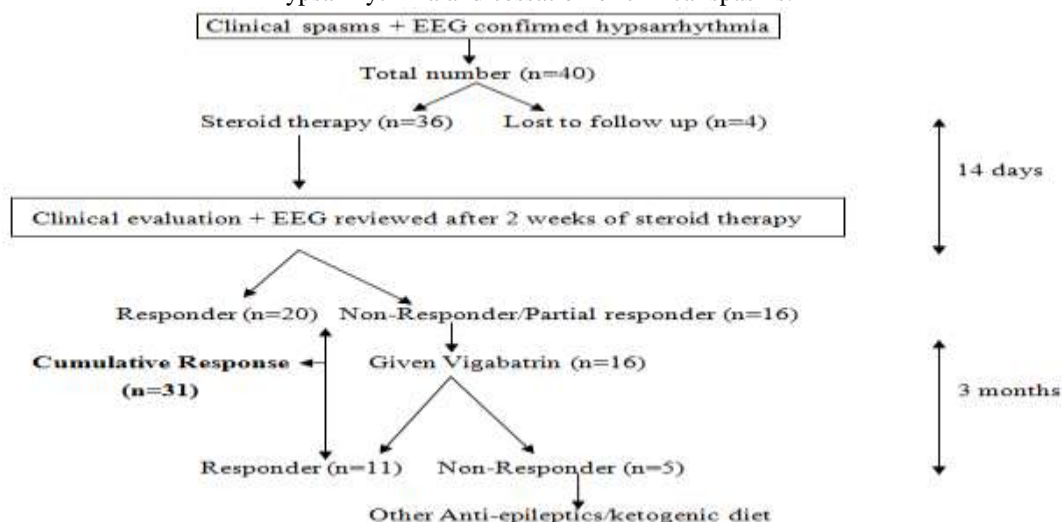 Clinical spasms + EEG confirmed hypsarrhythmia
Total number (n=40)
Steroid therapy (n=36) Lost to follow up (n=4)
14 days
Clinical evaluation + EEG reviewed after 2 weeks of steroid therapy
Responder (n=20) Non-Responder/Partial responder (n=16)
Cumulative Response
(n=31)
Given Vigabatrin (n=16)
3 months
Responder (n=11) Non-Responder (n=5)
Other Anti-epileptics/ketogenic diet